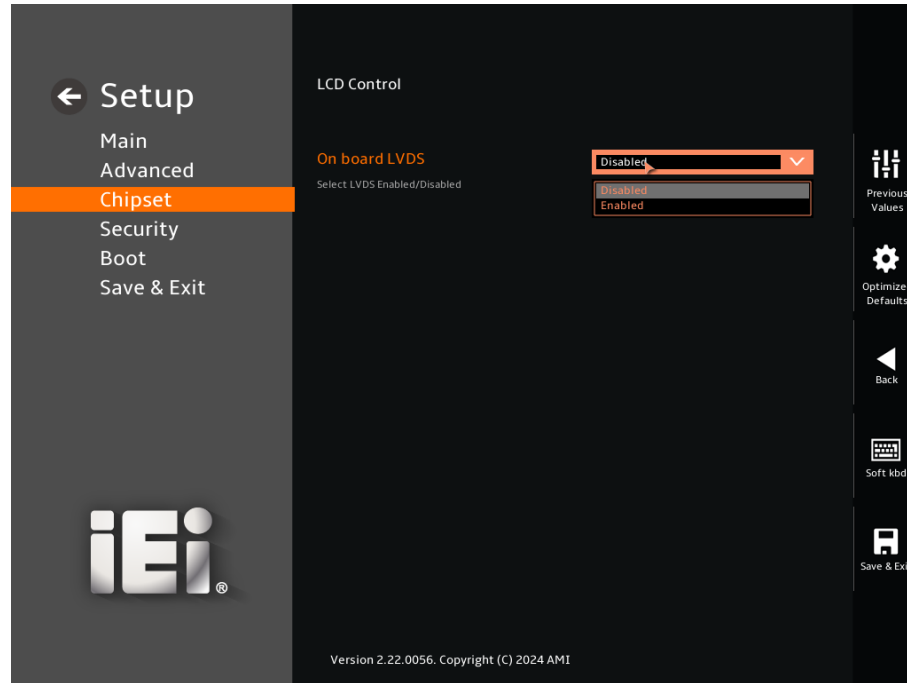 Setup
Main
Advanced
Chipset
Security
Boot
Save & Exit
iEi®
LCD Control
On board LVDS
Disabled
Select LVDS Enabled/Disabled
Disabled
Enabled
Previous
Values
Optimize
Defaults
Back
Soft kbd
Save & Exi
Version 2.22.0056. Copyright (C) 2024 AMI